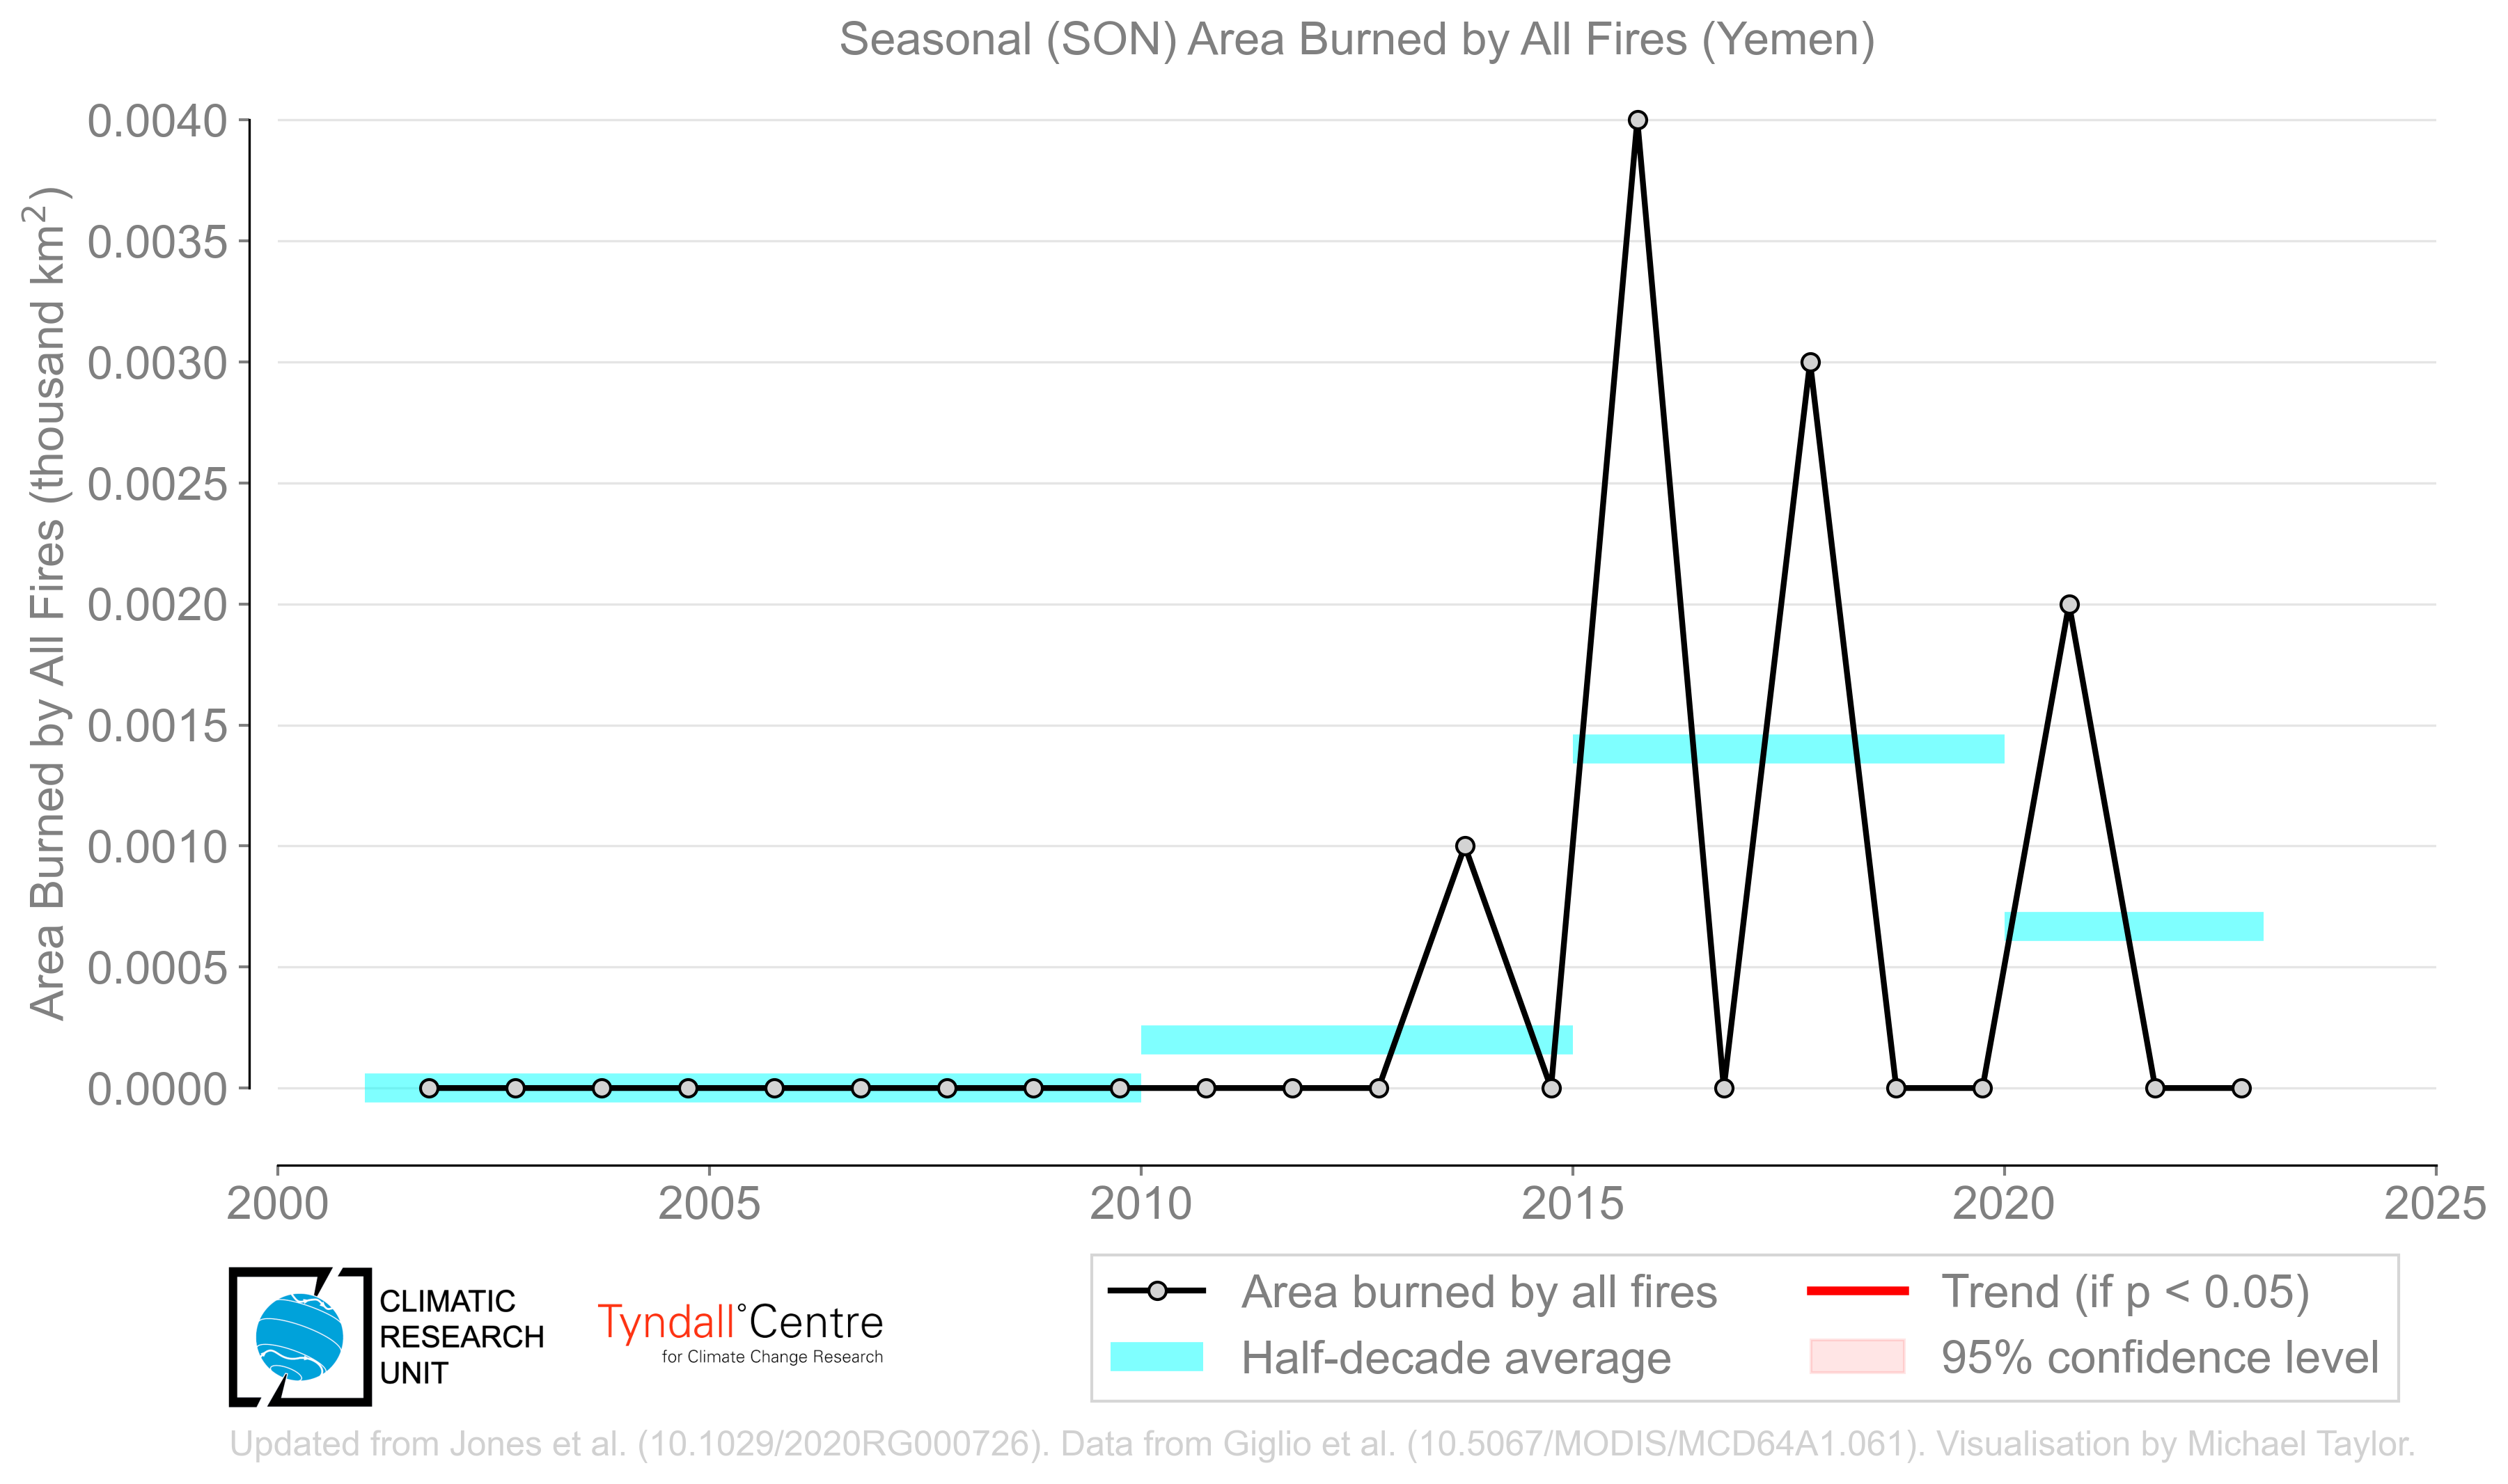 Seasonal (SON) Area Burned by All Fires (Yemen)
Area Burned by All Fires (thousand km²)
0.0040
0.0035
0.0030
0.0025
0.0020
0.0015
0.0010
0.0005
0.0000
2000 2005 2010 2015 2020 2025
CLIMATIC
RESEARCH
UNIT
Tyndall°Centre
for Climate Change Research
Area burned by all fires
Half-decade average
Trend (if p < 0.05)
95% confidence level
Updated from Jones et al. (10.1029/2020RG000726). Data from Giglio et al. (10.5067/MODIS/MCD64A1.061). Visualisation by Michael Taylor.